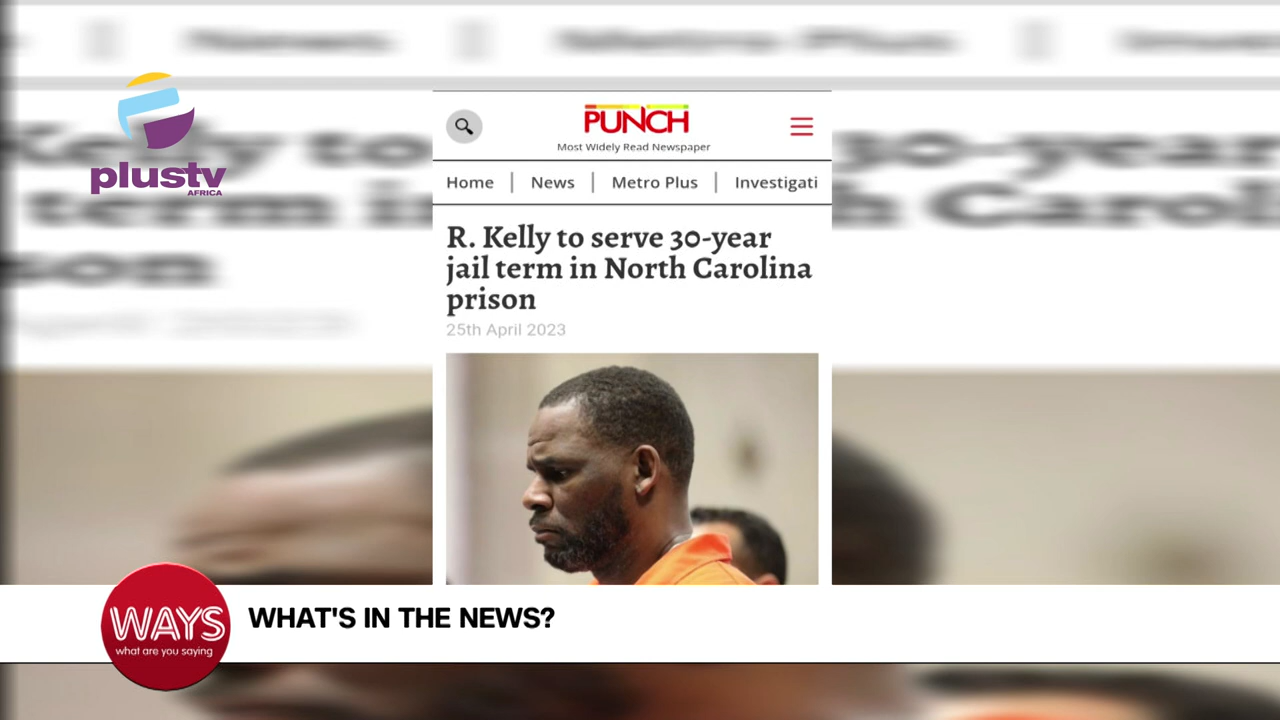 plustv
AFRICA
PUNCH
Most Widely Read Newspaper
Home | News | Metro Plus | Investigati
R. Kelly to serve 30-year
jail term in North Carolina
prison
25th April 2023
WAYS
what are you saying
WHAT'S IN THE NEWS?